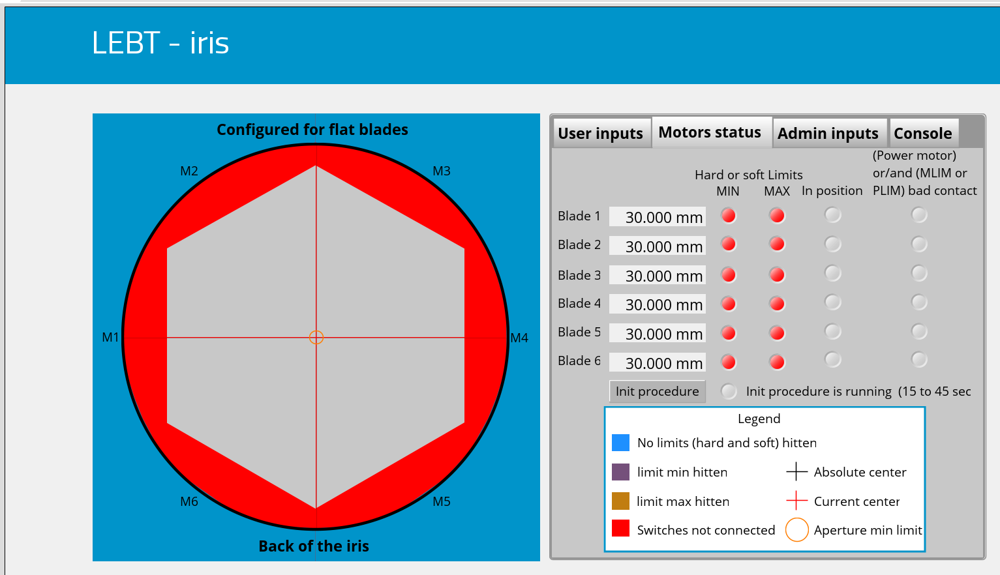 LEBT - iris
Configured for flat blades
M2
M3
M1
M4
M6
M5
Back of the iris
User inputs
Motors status
Admin inputs
Console
Hard or soft Limits
MIN
MAX
In position
(Power motor)
or/and (MLIM or
PLIM) bad contact
Blade 1 30.000 mm
Blade 2 30.000 mm
Blade 3 30.000 mm
Blade 4 30.000 mm
Blade 5 30.000 mm
Blade 6 30.000 mm
Init procedure
Init procedure is running (15 to 45 sec
Legend
No limits (hard and soft) hitten
limit min hitten
Absolute center
limit max hitten
Current center
Switches not connected
Aperture min limit